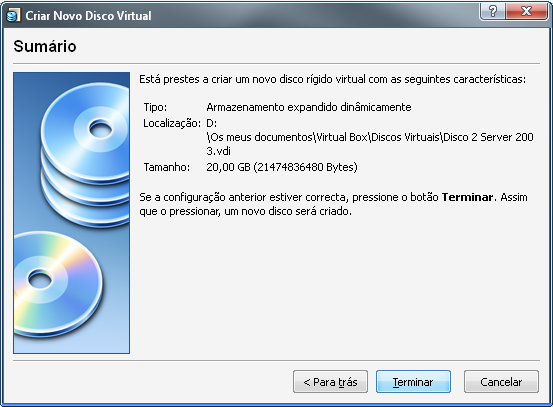 Criar Novo Disco Virtual
Sumário
Está prestes a criar um novo disco rígido virtual com as seguintes características:
Tipo: Armazenamento expandido dinâmicamente
Localização: D:
\Os meus documentos\Virtual Box\Discos Virtuais\Disco 2 Server 200
3.vdi
Tamanho: 20,00 GB (21474836480 Bytes)
Se a configuração anterior estiver correcta, pressione o botão Terminar. Assim
que o pressionar, um novo disco será criado.
< Para trás Terminar Cancelar